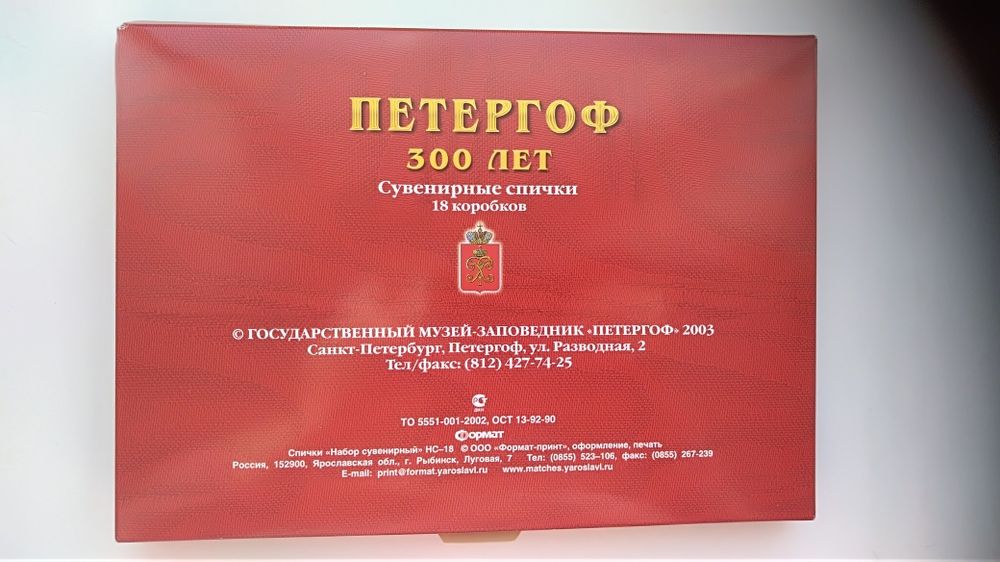 ПЕТЕРГОФ
300 ЛЕТ
Сувенирные спички
18 коробков
© ГОСУДАРСТВЕННЫЙ МУЗЕЙ-ЗАПОВЕДНИК «ПЕТЕРГОФ» 2003
Санкт-Петербург, Петергоф, ул. Разводная, 2
Тел/факс: (812) 427-74-25
ТО 5551-001-2002, ОСТ 13-92-90
Формат
Спички «Набор сувенирный» НС–18 © ООО «Формат-принт», оформление, печать
Россия, 152900, Ярославская обл., г. Рыбинск, Луговая, 7 Тел: (0855) 523–106, факс: (0855) 267-239
E-mail: print@format.yaroslavl.ru www.matches.yaroslavl.ru